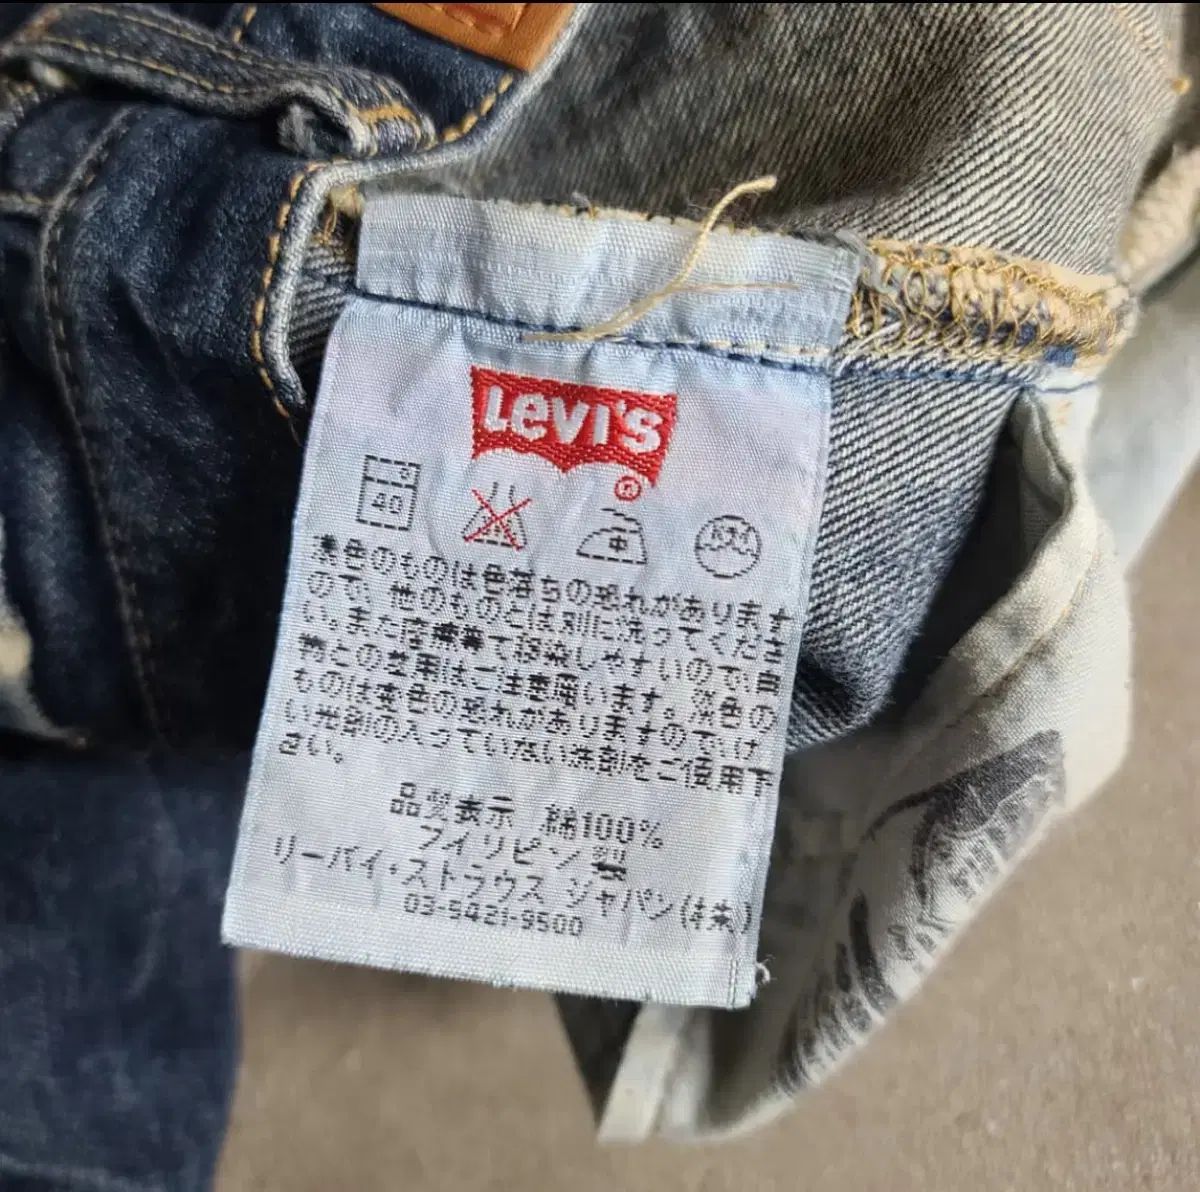 LEVI'S
®
40
濃色のものは色落ちの恐れがあります
ので、他のものとは別に洗ってくださ
い。また摩擦等で移染しやすいので、他
物との着用はご注意願います。淡色の
ものは変色の恐れがありますので、け
い光剤の入っていない洗剤をご使用下
さい。
品質表示 綿100%
フィリピン製
リーバイ・ストラウス ジャパン(株)
03-5421-9500